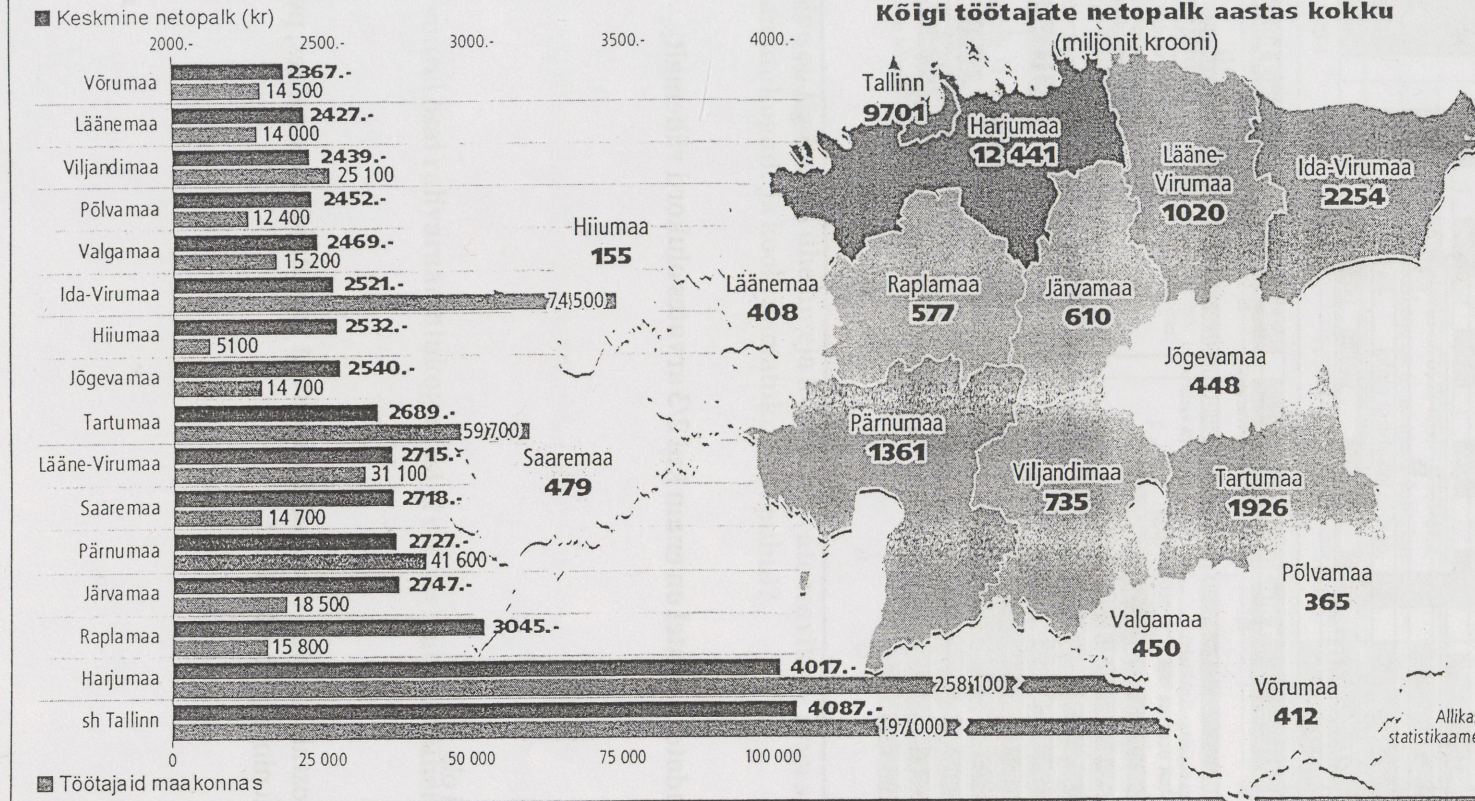 Keskmine netopalk (kr)
2000.- 2500.- 3000.- 3500.- 4000.-
Võrumaa 2367.-
14 500
Läänemaa 2427.-
14 000
Viljandimaa 2439.-
25 100
Põlvamaa 2452.-
12 400
Valgamaa 2469.-
15 200
Ida-Virumaa 2521.-
74 500
Hiiumaa 2532.-
5100
Jõgevamaa 2540.-
14 700
Tartumaa 2689.-
59 700
Lääne-Virumaa 2715.-
31 100
Saaremaa 2718.-
14 700
Pärnumaa 2727.-
41 600
Järvamaa 2747.-
18 500
Raplamaa 3045.-
15 800
Harjumaa 4017.-
258 100
sh Tallinn 4087.-
197 000
0 25 000 50 000 75 000 100 000
Töötajaid maakonnas
Kõigi töötajate netopalk aastas kokku
(miljonit krooni)
Tallinn
9701
Harjumaa
12 441
Lääne-
Virumaa
1020
Ida-Virumaa
2254
Hiiumaa
155
Läänemaa
408
Raplamaa
577
Järvamaa
610
Jõgevamaa
448
Pärnumaa
1361
Saaremaa
479
Viljandimaa
735
Tartumaa
1926
Põlvamaa
365
Valgamaa
450
Võrumaa
412
Allika
statistikaame